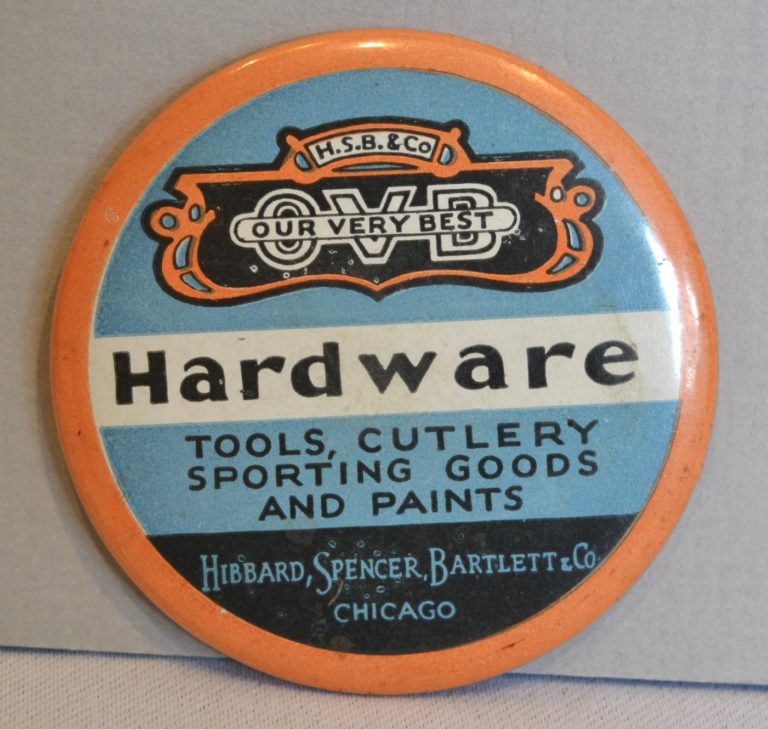 H.S.B. & Co
OVB
OUR VERY BEST
Hardware
TOOLS, CUTLERY
SPORTING GOODS
AND PAINTS
HIBBARD, SPENCER, BARTLETT & CO.
CHICAGO